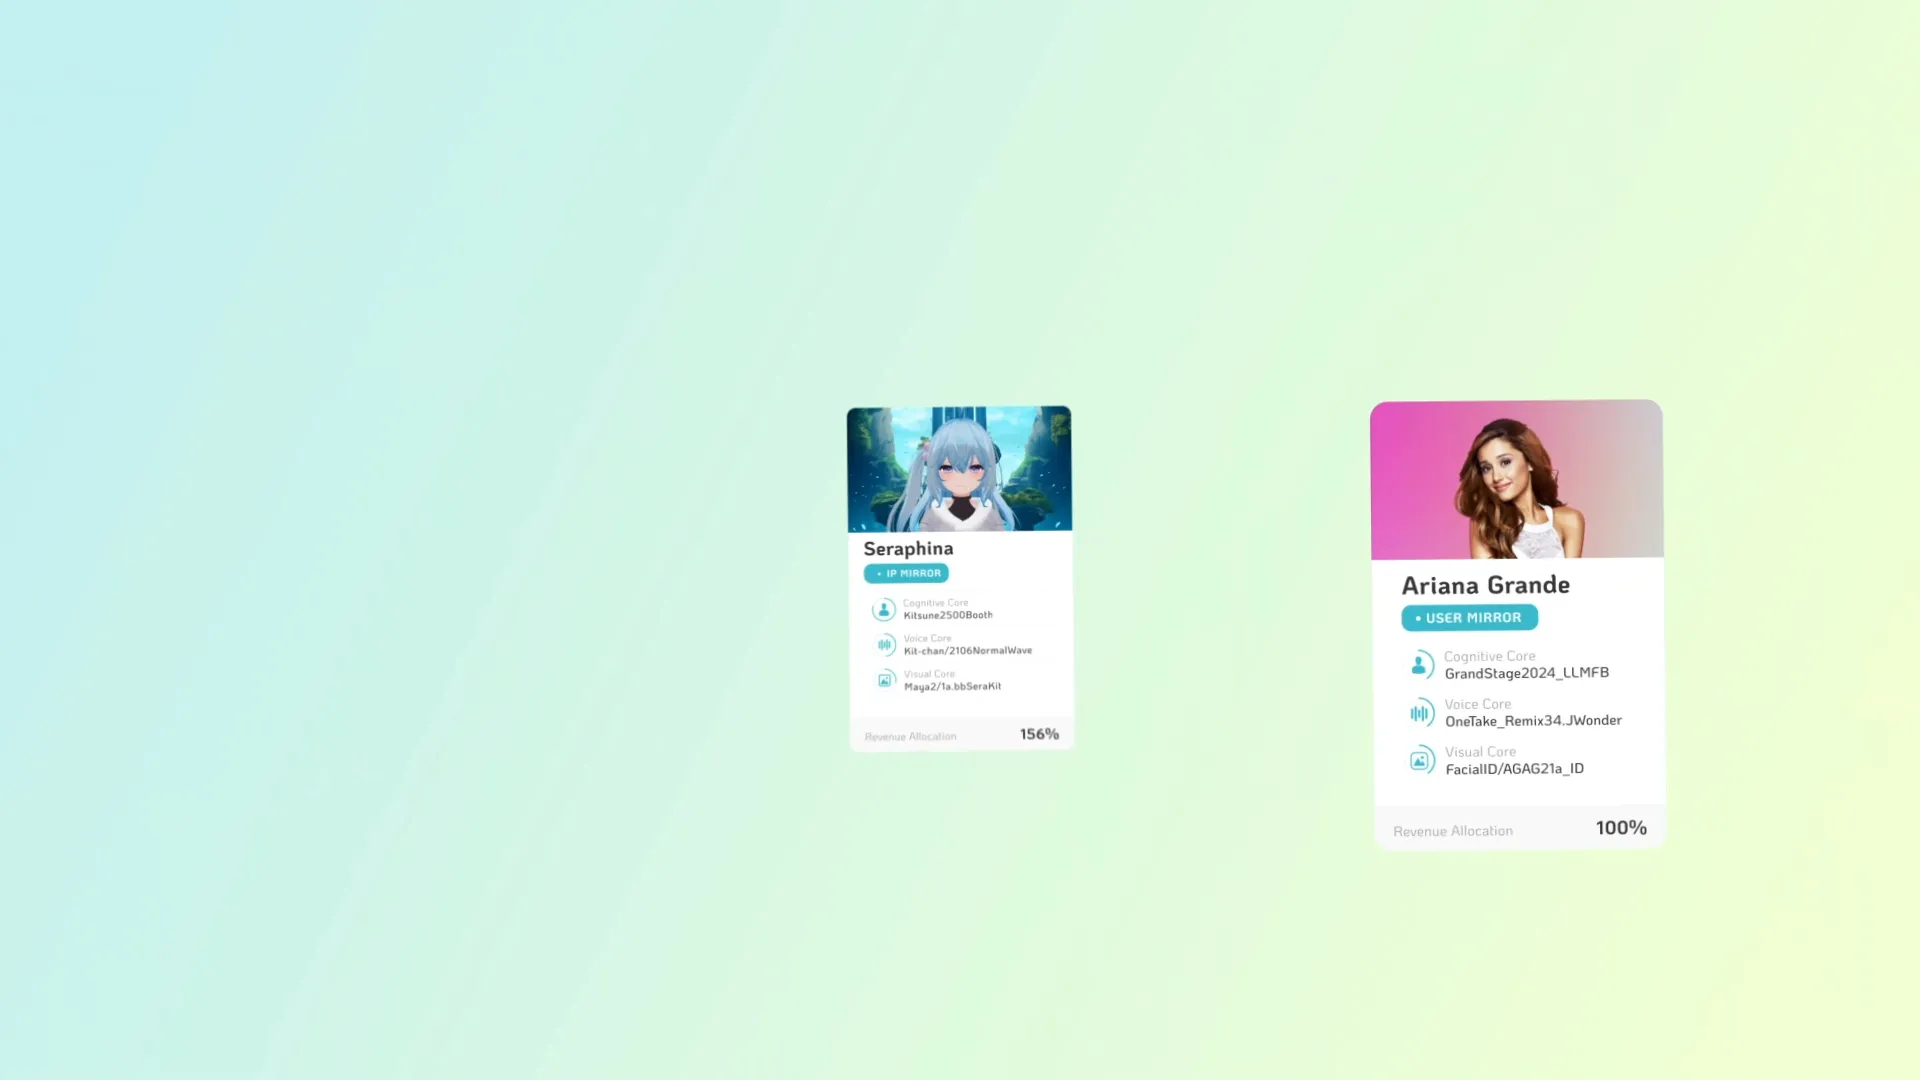 Seraphina
• IP MIRROR
Cognitive Core
Kitsune2500Booth
Voice Core
Kit-chan/2106NormalWave
Visual Core
Maya2/1a.bbSeraKit
Revenue Allocation 156%
Ariana Grande
• USER MIRROR
Cognitive Core
GrandStage2024_LLMFB
Voice Core
OneTake_Remix34.JWonder
Visual Core
FacialID/AGAG21a_ID
Revenue Allocation 100%